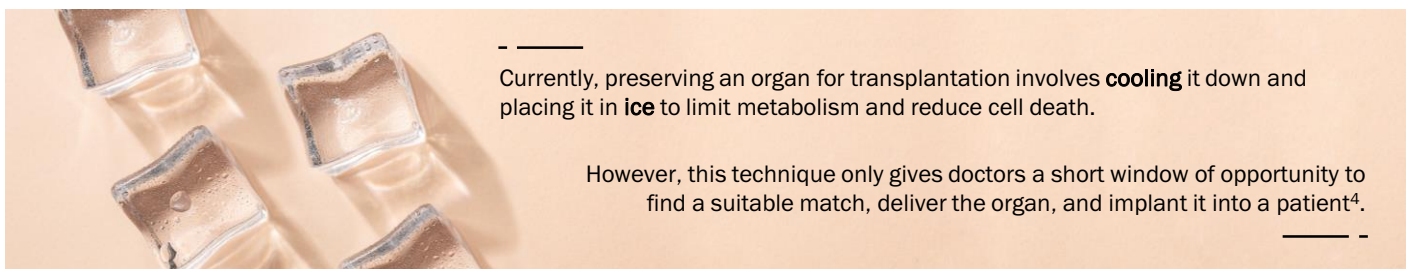 Currently, preserving an organ for transplantation involves cooling it down and
placing it in ice to limit metabolism and reduce cell death.
However, this technique only gives doctors a short window of opportunity to
find a suitable match, deliver the organ, and implant it into a patient⁴.